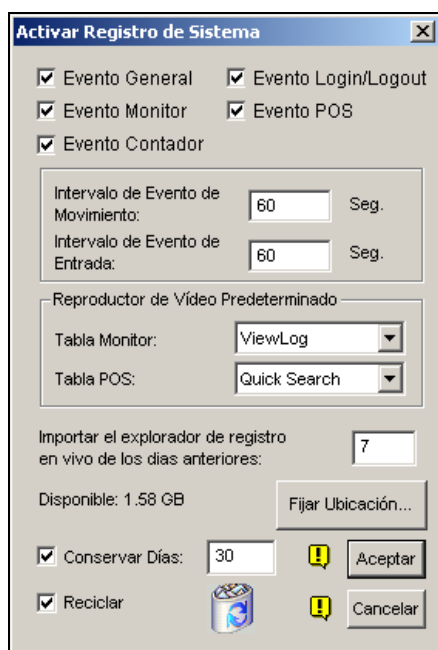 Activar Registro de Sistema
Evento General
Evento Login/Logout
Evento Monitor
Evento POS
Evento Contador
Intervalo de Evento de
Movimiento:
60
Seg.
Intervalo de Evento de
Entrada:
60
Seg.
Reproductor de Vídeo Predeterminado
Tabla Monitor:
ViewLog
Tabla POS:
Quick Search
Importar el explorador de registro
en vivo de los dias anteriores:
7
Disponible: 1.58 GB
Fijar Ubicación...
Conservar Días:
30
Aceptar
Reciclar
Cancelar